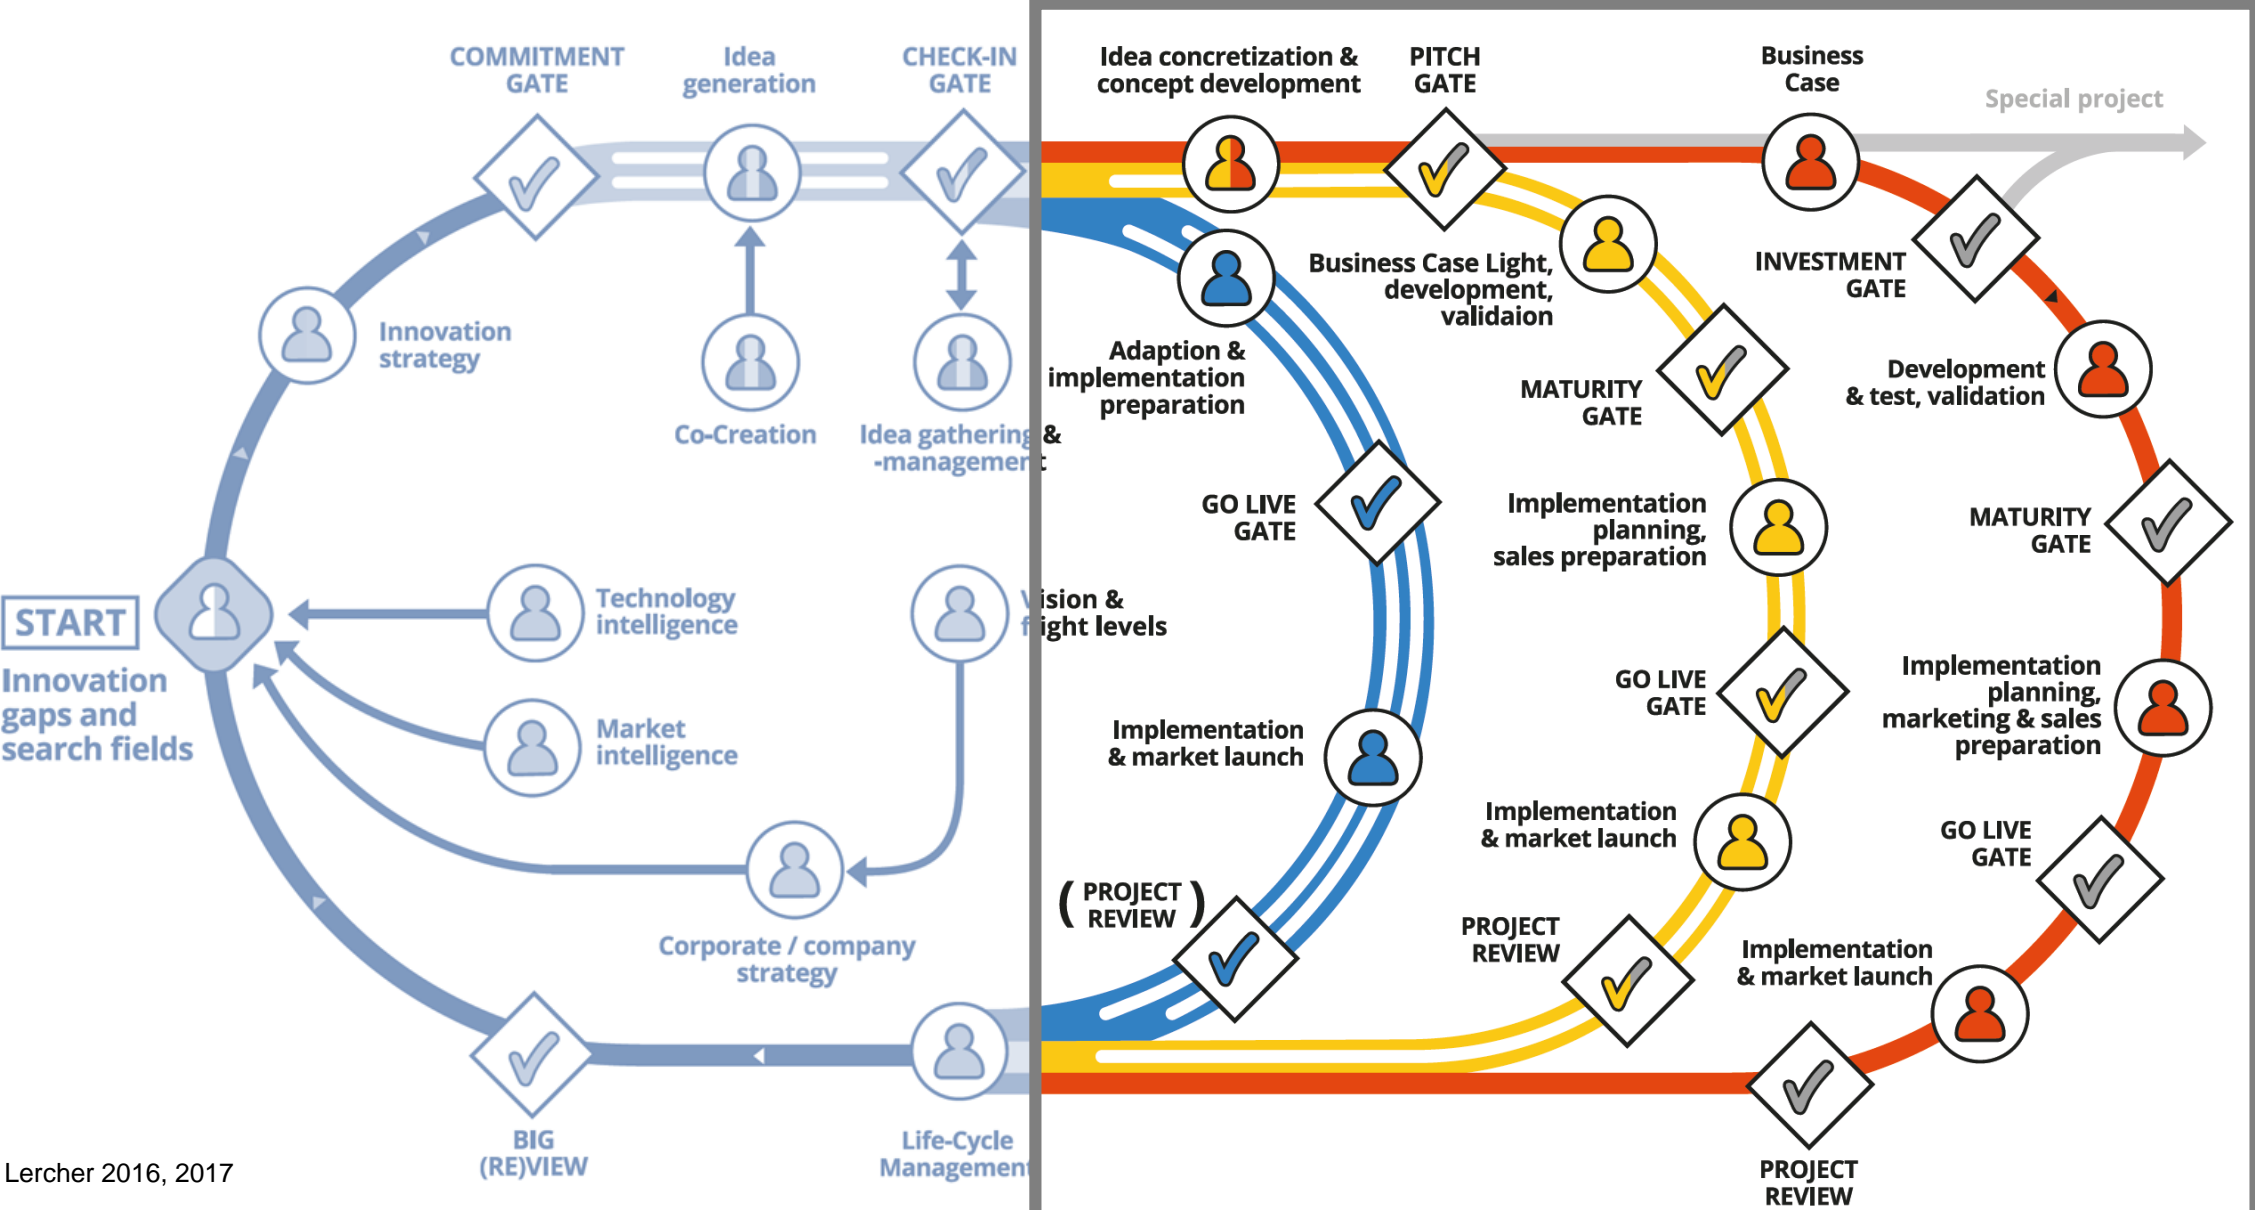 COMMITMENT
GATE
Idea
generation
CHECK-IN
GATE
Idea concretization &
concept development
PITCH
GATE
Business
Case
Special project
Innovation
strategy
Co-Creation
Idea gathering &
-management
Adaption &
implementation
preparation
Business Case Light,
development,
validaion
INVESTMENT
GATE
MATURITY
GATE
Development
& test, validation
GO LIVE
GATE
Implementation
planning,
sales preparation
MATURITY
GATE
START
Innovation
gaps and
search fields
Technology
intelligence
Vision &
flight levels
Market
intelligence
Implementation
& market launch
GO LIVE
GATE
Implementation
planning,
marketing & sales
preparation
Implementation
& market launch
GO LIVE
GATE
Corporate / company
strategy
( PROJECT
REVIEW )
PROJECT
REVIEW
Implementation
& market launch
BIG
(RE)VIEW
Life-Cycle
Management
PROJECT
REVIEW
Lercher 2016, 2017